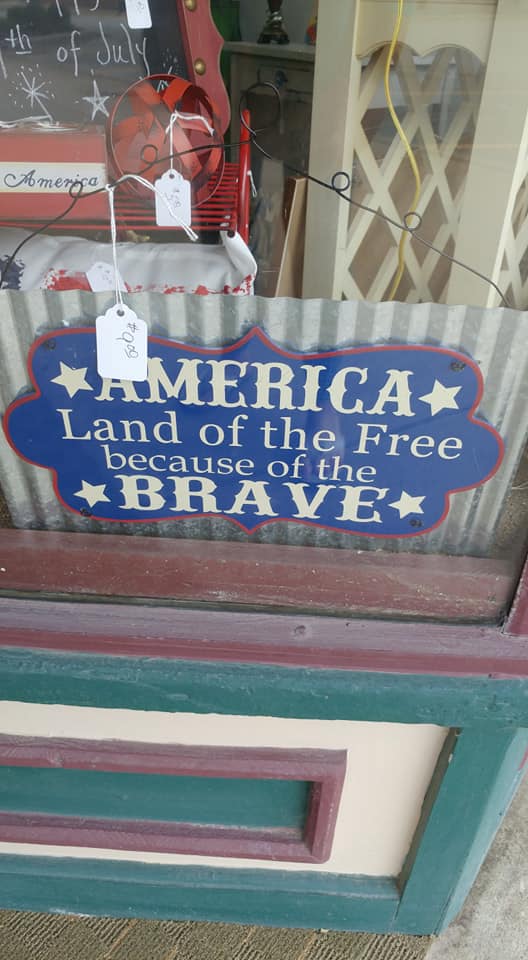 th of July
America
AMERICA
Land of the Free
because of the
BRAVE